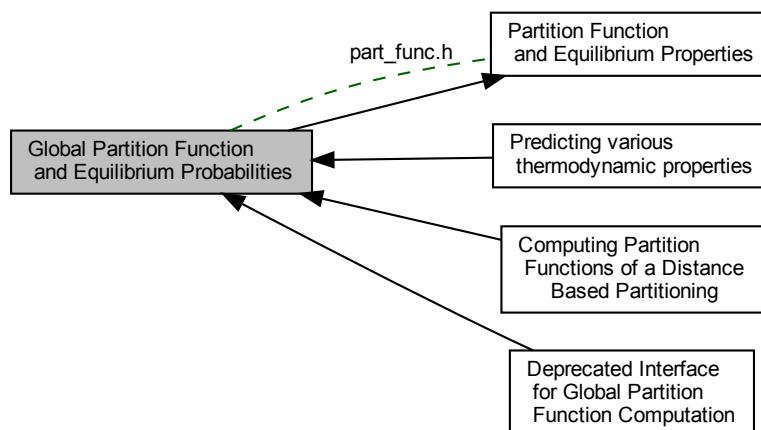 part_func.h
Partition Function
and Equilibrium Properties
Global Partition Function
and Equilibrium Probabilities
Predicting various
thermodynamic properties
Computing Partition
Functions of a Distance
Based Partitioning
Deprecated Interface
for Global Partition
Function Computation